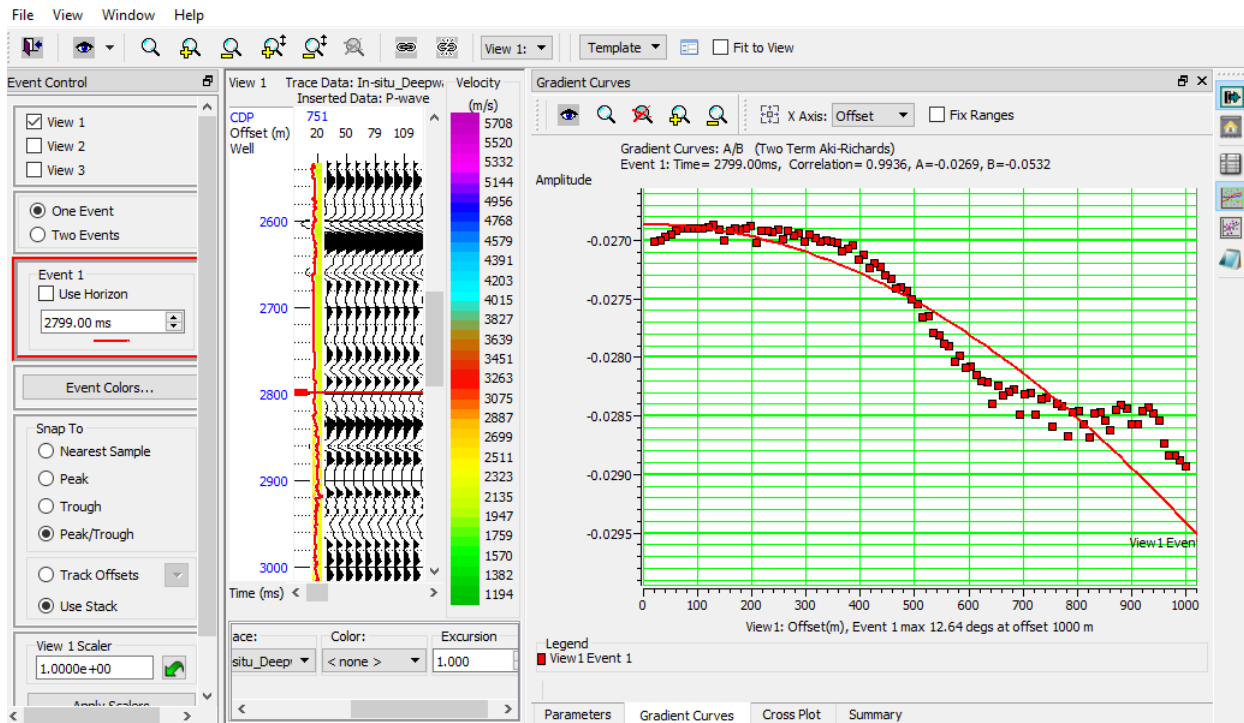 File View Window Help
View 1: Template Fit to View
Event Control
View 1
View 2
View 3
One Event
Two Events
Event 1
Use Horizon
2799.00 ms
Event Colors...
Snap To
Nearest Sample
Peak
Trough
Peak/Trough
Track Offsets
Use Stack
View 1 Scaler
1.0000e+00
Apply Scalers
View 1 Trace Data: In-situ_Deepw Velocity
Inserted Data: P-wave (m/s)
CDP 751
Offset (m) 20 50 79 109
Well
2600
2700
2800
2900
3000
Time (ms)
5708
5520
5332
5144
4956
4768
4579
4391
4203
4015
3827
3639
3451
3263
3075
2887
2699
2511
2323
2135
1947
1759
1570
1382
1194
ace: Color: Excursion
situ_Deep < none > 1.000
Gradient Curves
X Axis: Offset Fix Ranges
Gradient Curves: A/B (Two Term Aki-Richards)
Event 1: Time= 2799.00ms, Correlation= 0.9936, A=-0.0269, B=-0.0532
Amplitude
-0.0270
-0.0275
-0.0280
-0.0285
-0.0290
-0.0295
View1 Even
0 100 200 300 400 500 600 700 800 900 1000
View1: Offset(m), Event 1 max 12.64 degs at offset 1000 m
Legend
View1 Event 1
Parameters Gradient Curves Cross Plot Summary